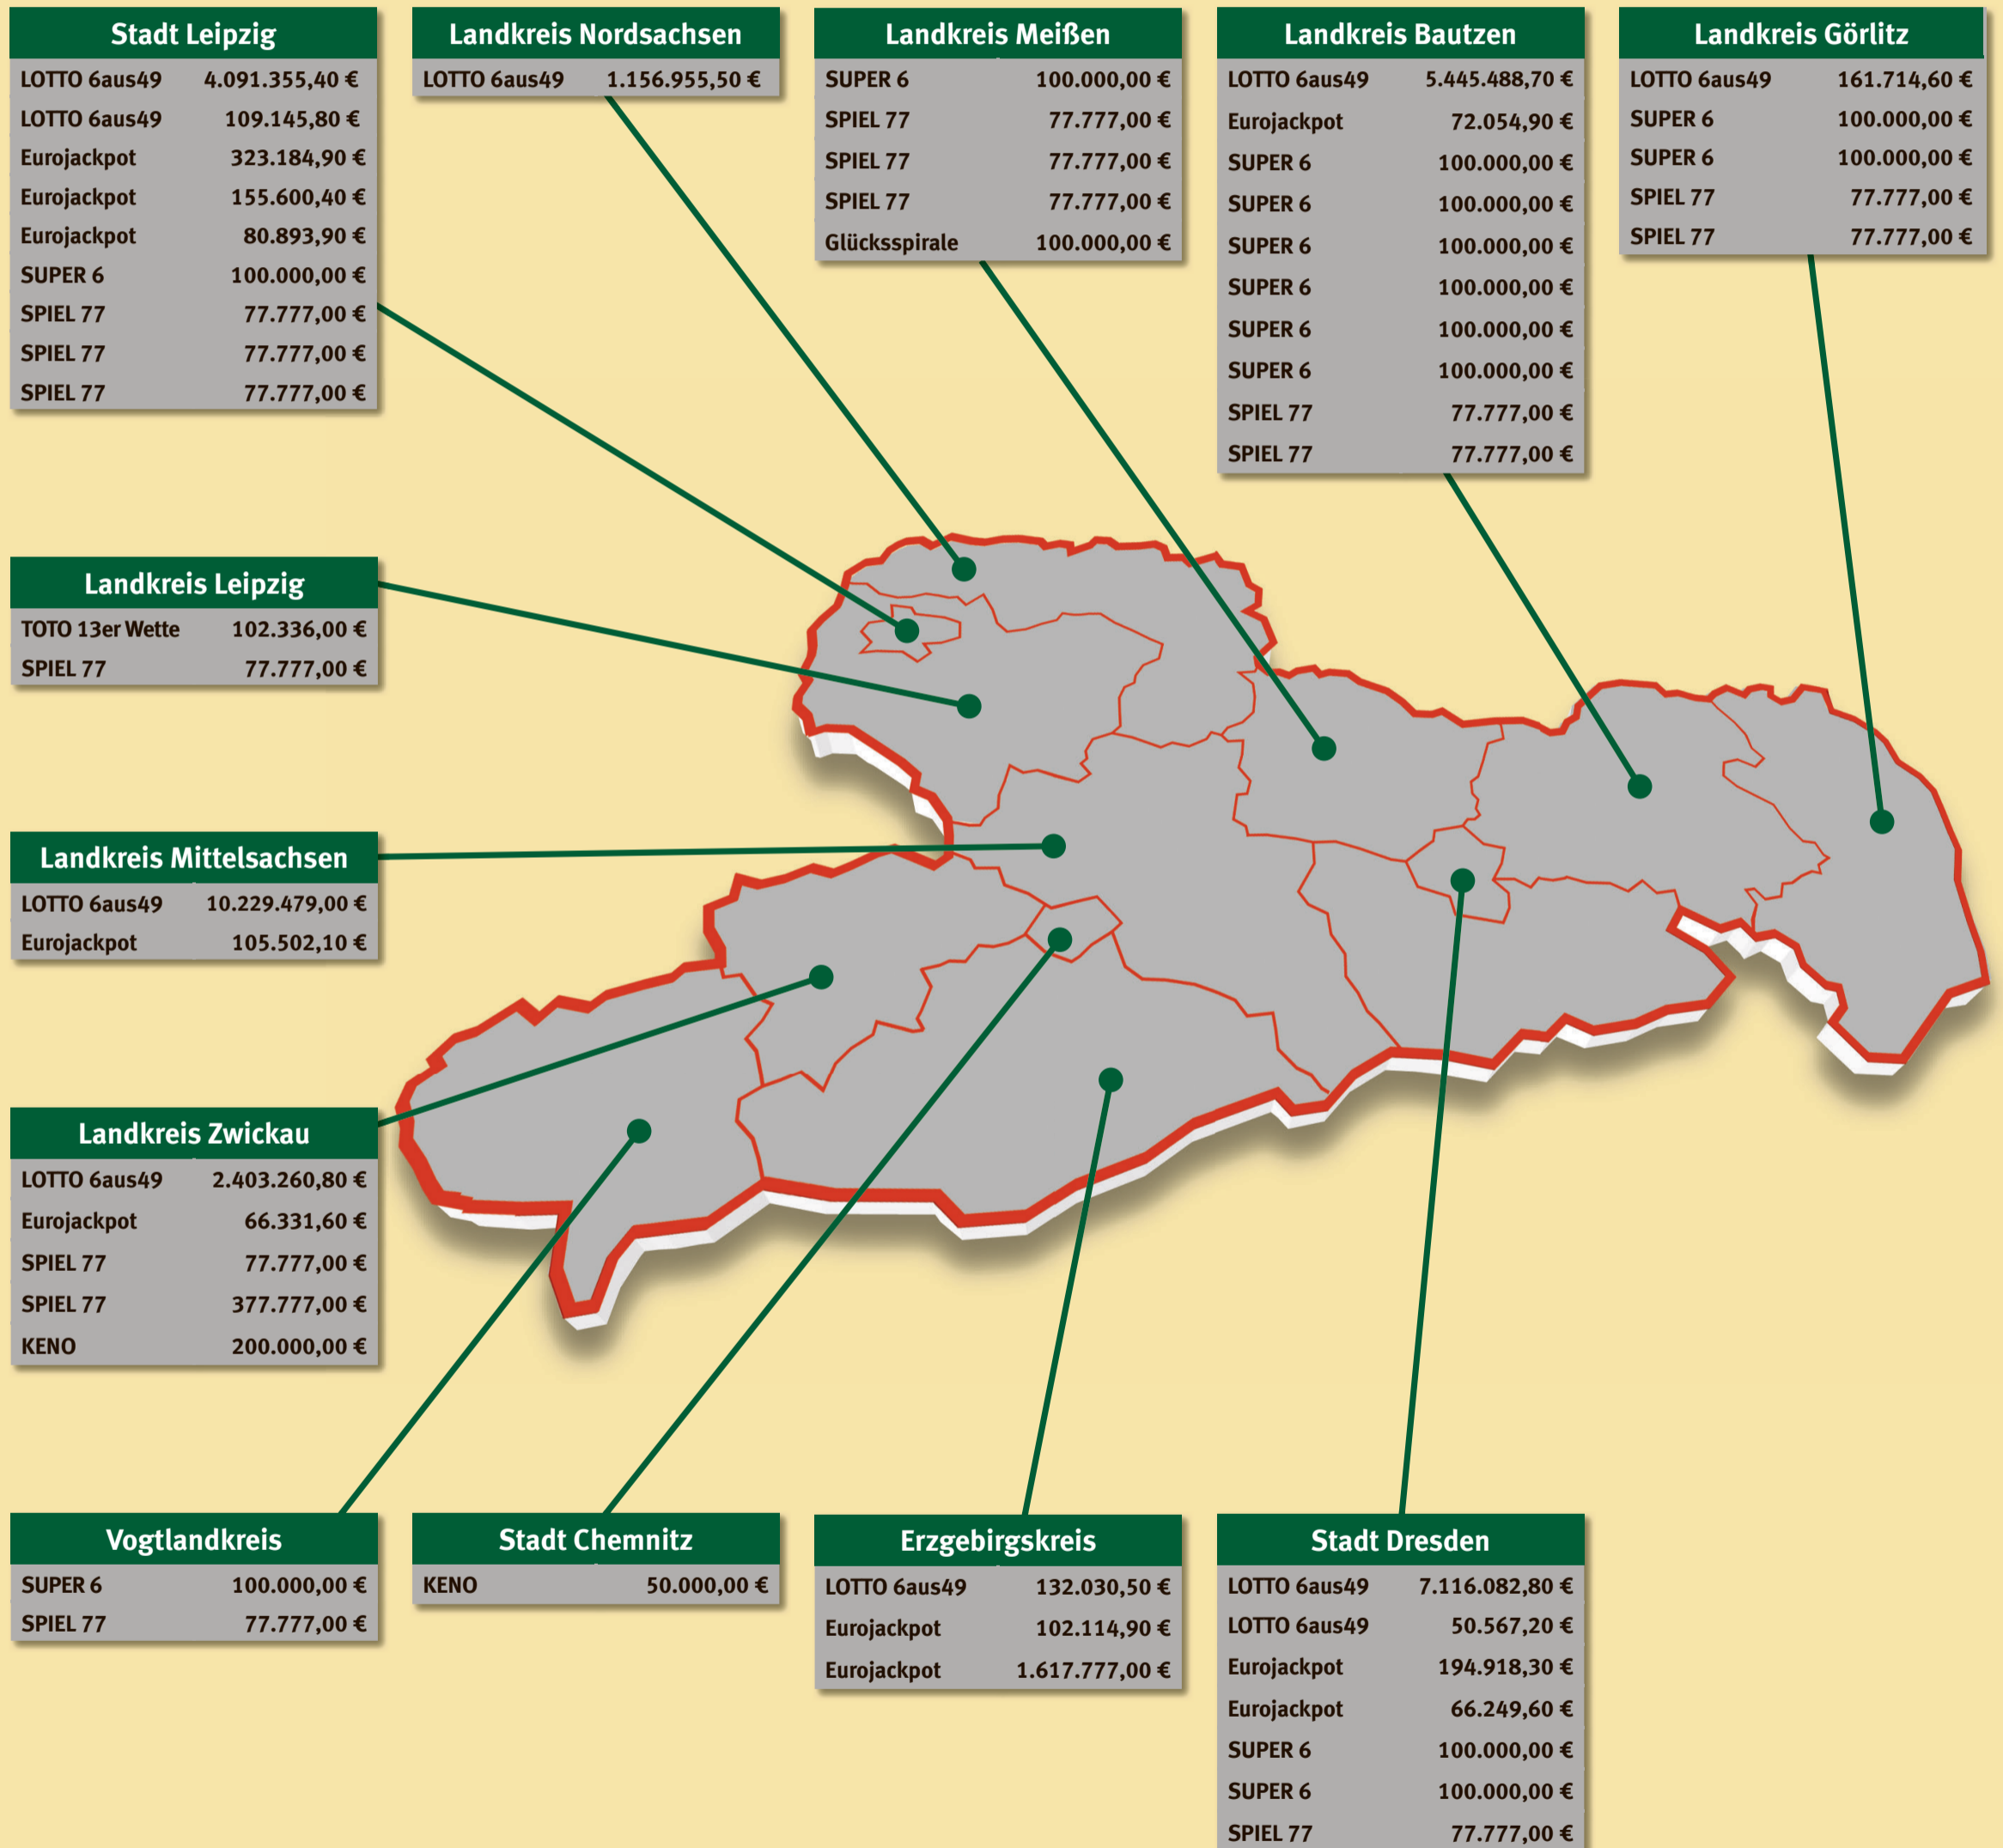 Stadt Leipzig
LOTTO 6aus49 4.091.355,40 €
LOTTO 6aus49 109.145,80 €
Eurojackpot 323.184,90 €
Eurojackpot 155.600,40 €
Eurojackpot 80.893,90 €
SUPER 6 100.000,00 €
SPIEL 77 77.777,00 €
SPIEL 77 77.777,00 €
SPIEL 77 77.777,00 €
Landkreis Nordsachsen
LOTTO 6aus49 1.156.955,50 €
Landkreis Meißen
SUPER 6 100.000,00 €
SPIEL 77 77.777,00 €
SPIEL 77 77.777,00 €
SPIEL 77 77.777,00 €
Glücksspirale 100.000,00 €
Landkreis Bautzen
LOTTO 6aus49 5.445.488,70 €
Eurojackpot 72.054,90 €
SUPER 6 100.000,00 €
SUPER 6 100.000,00 €
SUPER 6 100.000,00 €
SUPER 6 100.000,00 €
SUPER 6 100.000,00 €
SUPER 6 100.000,00 €
SPIEL 77 77.777,00 €
SPIEL 77 77.777,00 €
Landkreis Görlitz
LOTTO 6aus49 161.714,60 €
SUPER 6 100.000,00 €
SUPER 6 100.000,00 €
SPIEL 77 77.777,00 €
SPIEL 77 77.777,00 €
Landkreis Leipzig
TOTO 13er Wette 102.336,00 €
SPIEL 77 77.777,00 €
Landkreis Mittelsachsen
LOTTO 6aus49 10.229.479,00 €
Eurojackpot 105.502,10 €
Landkreis Zwickau
LOTTO 6aus49 2.403.260,80 €
Eurojackpot 66.331,60 €
SPIEL 77 77.777,00 €
SPIEL 77 377.777,00 €
KENO 200.000,00 €
Vogtlandkreis
SUPER 6 100.000,00 €
SPIEL 77 77.777,00 €
Stadt Chemnitz
KENO 50.000,00 €
Erzgebirgskreis
LOTTO 6aus49 132.030,50 €
Eurojackpot 102.114,90 €
Eurojackpot 1.617.777,00 €
Stadt Dresden
LOTTO 6aus49 7.116.082,80 €
LOTTO 6aus49 50.567,20 €
Eurojackpot 194.918,30 €
Eurojackpot 66.249,60 €
SUPER 6 100.000,00 €
SUPER 6 100.000,00 €
SPIEL 77 77.777,00 €